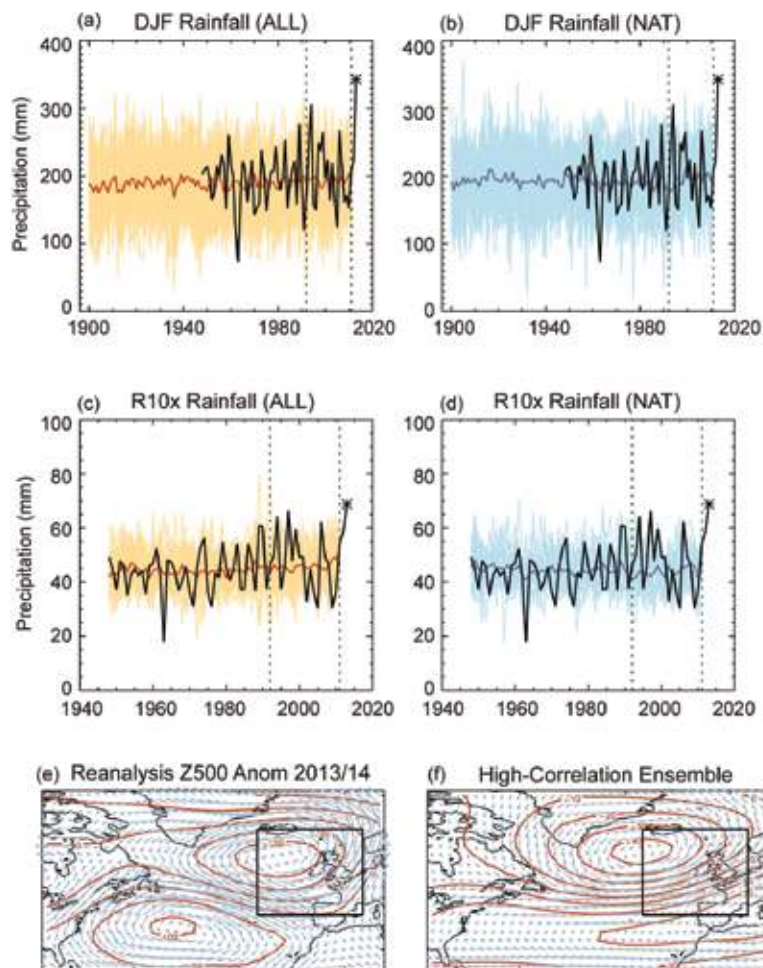 (a) DJF Rainfall (ALL)
(b) DJF Rainfall (NAT)
400
300
200
100
0
Precipitation (mm)
1900 1940 1980 2020
400
300
200
100
0
1900 1940 1980 2020
(c) R10x Rainfall (ALL)
(d) R10x Rainfall (NAT)
100
80
60
40
20
0
Precipitation (mm)
1940 1960 1980 2000 2020
100
80
60
40
20
0
1940 1960 1980 2000 2020
(e) Reanalysis Z500 Anom 2013/14
(f) High-Correlation Ensemble